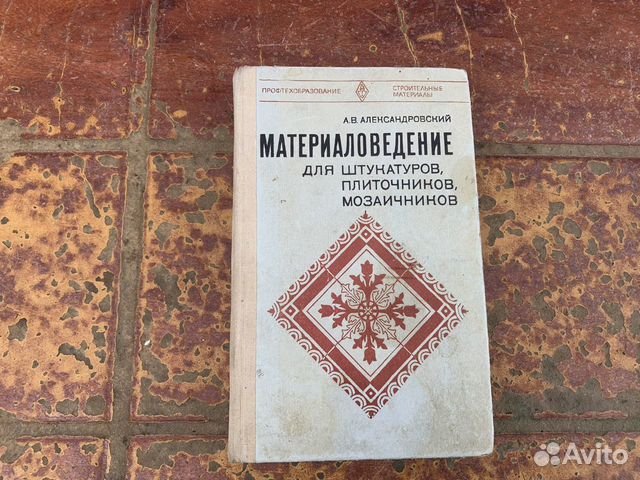 ПРОФТЕХОБРАЗОВАНИЕ
СТРОИТЕЛЬНЫЕ
МАТЕРИАЛЫ
А.В. АЛЕКСАНДРОВСКИЙ
МАТЕРИАЛОВЕДЕНИЕ
ДЛЯ ШТУКАТУРОВ,
ПЛИТОЧНИКОВ,
МОЗАИЧНИКОВ
Avito